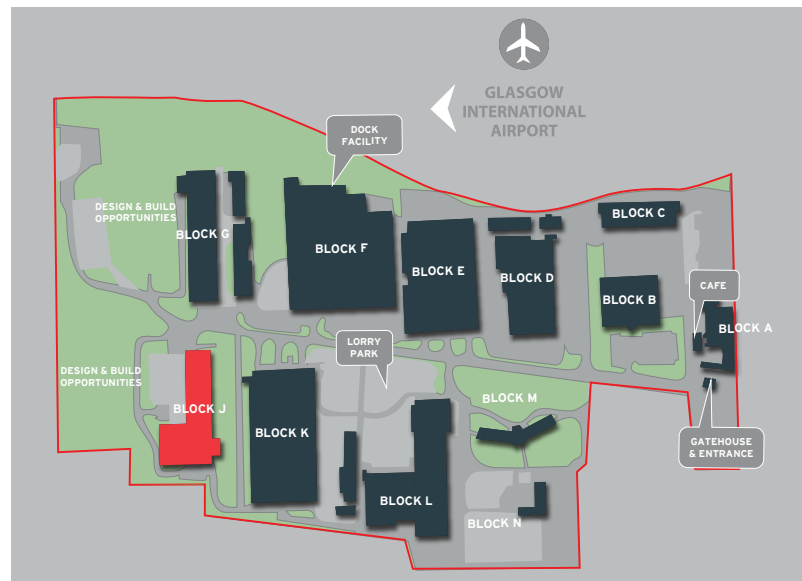 GLASGOW
INTERNATIONAL
AIRPORT
DOCK
FACILITY
DESIGN & BUILD
OPPORTUNITIES
BLOCK G
BLOCK F
BLOCK E
BLOCK D
BLOCK C
BLOCK B
CAFE
BLOCK A
LORRY
PARK
DESIGN & BUILD
OPPORTUNITIES
BLOCK J
BLOCK K
BLOCK M
GATEHOUSE
& ENTRANCE
BLOCK L
BLOCK N